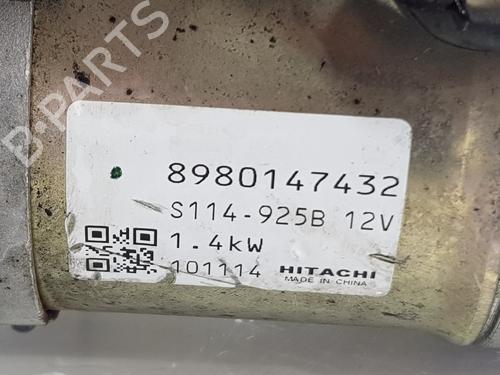 8980147432
S114-925B 12V
1.4kW
101114 HITACHI
MADE IN CHINA
B-PARTS